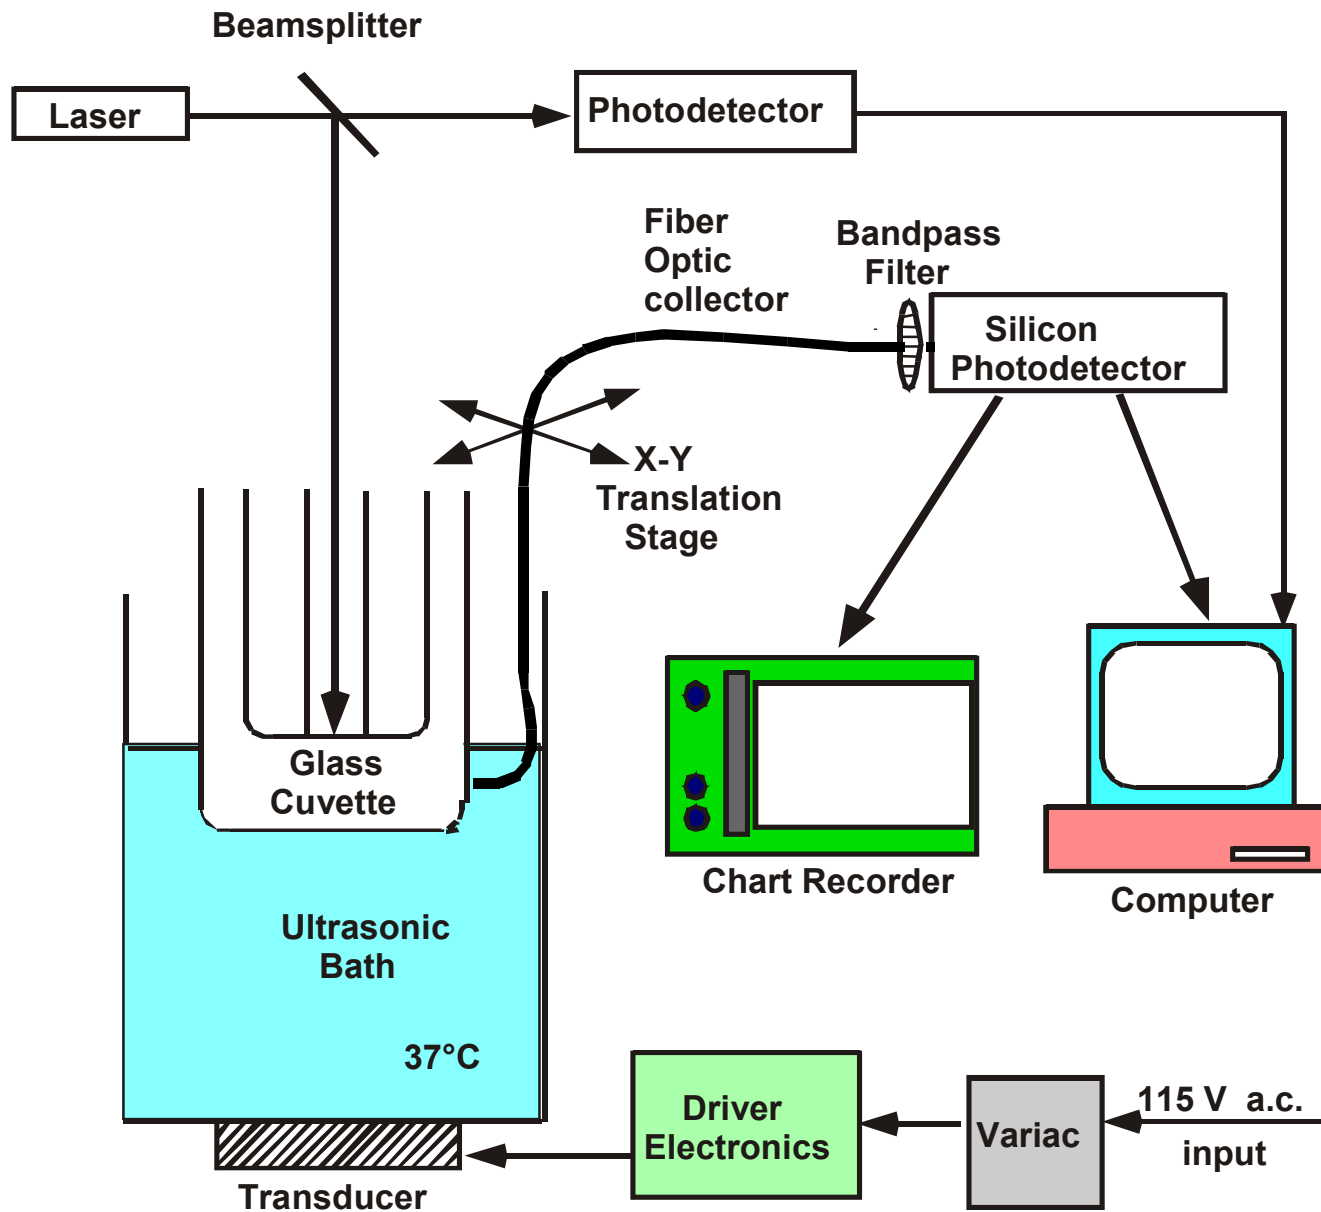 Beamsplitter
Laser
Photodetector
Fiber
Optic
collector
Bandpass
Filter
Silicon
Photodetector
X-Y
Translation
Stage
Glass
Cuvette
Chart Recorder
Computer
Ultrasonic
Bath
37°C
Driver
Electronics
Variac
115 V a.c.
input
Transducer